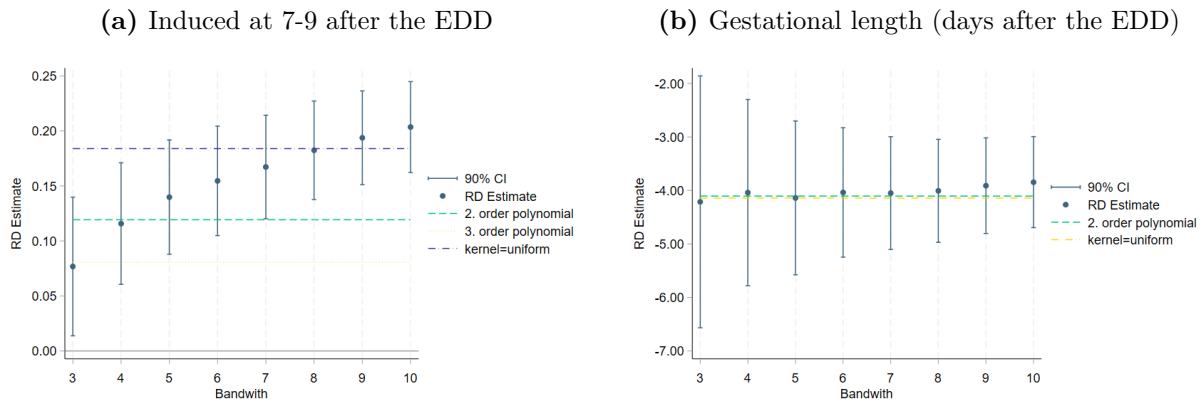 (a) Induced at 7-9 after the EDD
RD Estimate
0.25
0.20
0.15
0.10
0.05
0.00
3 4 5 6 7 8 9 10
Bandwith
90% CI
RD Estimate
2. order polynomial
3. order polynomial
kernel=uniform
(b) Gestational length (days after the EDD)
RD Estimate
-2.00
-3.00
-4.00
-5.00
-6.00
-7.00
3 4 5 6 7 8 9 10
Bandwith
90% CI
RD Estimate
2. order polynomial
kernel=uniform